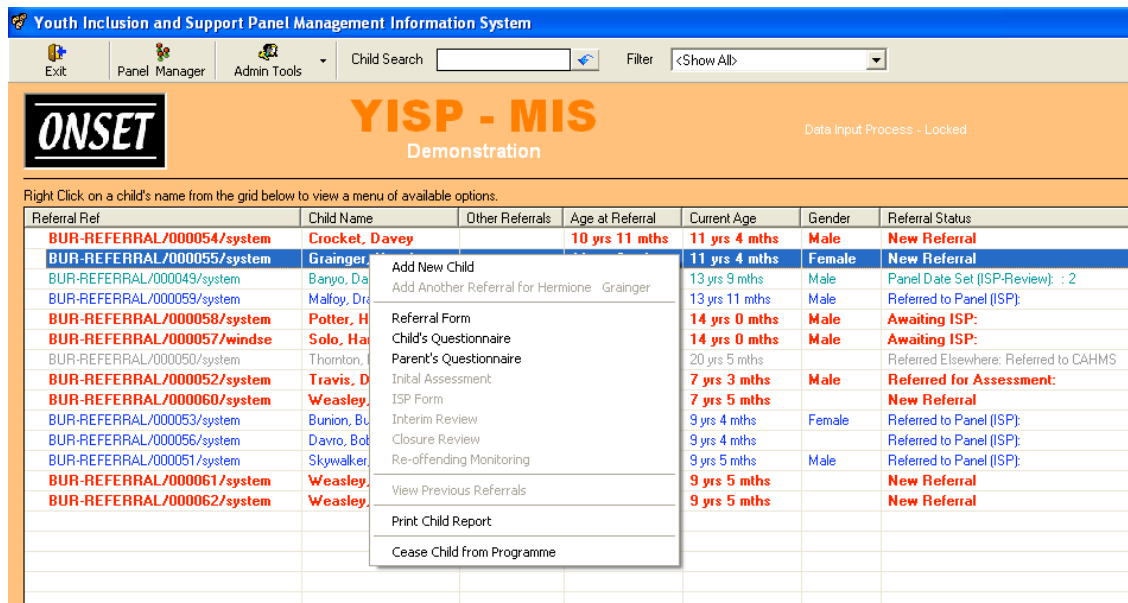 Youth Inclusion and Support Panel Management Information System
Exit Panel Manager Admin Tools Child Search Filter <Show All>
ONSET
YISP - MIS
Demonstration
Data Input Process - Locked
Right Click on a child's name from the grid below to view a menu of available options.
Referral Ref Child Name Other Referrals Age at Referral Current Age Gender Referral Status
BUR-REFERRAL/000054/system Crocket, Davey 10 yrs 11 mths 11 yrs 4 mths Male New Referral
BUR-REFERRAL/000055/system Grainger, 11 yrs 4 mths Female New Referral
BUR-REFERRAL/000049/system Banyo, Da 13 yrs 9 mths Male Panel Date Set (ISP-Review): : 2
BUR-REFERRAL/000059/system Malfoy, Dra 13 yrs 11 mths Male Referred to Panel (ISP):
BUR-REFERRAL/000058/system Potter, H 14 yrs 0 mths Male Awaiting ISP:
BUR-REFERRAL/000057/windse Solo, Ha 14 yrs 0 mths Male Awaiting ISP:
BUR-REFERRAL/000050/system Thornton, 20 yrs 5 mths Referred Elsewhere: Referred to CAHMS
BUR-REFERRAL/000052/system Travis, D 7 yrs 3 mths Male Referred for Assessment:
BUR-REFERRAL/000060/system Weasley, 7 yrs 5 mths New Referral
BUR-REFERRAL/000053/system Bunion, Bu 9 yrs 4 mths Female Referred to Panel (ISP):
BUR-REFERRAL/000056/system Davro, Bob 9 yrs 4 mths Referred to Panel (ISP):
BUR-REFERRAL/000051/system Skywalker, 9 yrs 5 mths Male Referred to Panel (ISP):
BUR-REFERRAL/000061/system Weasley, 9 yrs 5 mths New Referral
BUR-REFERRAL/000062/system Weasley, 9 yrs 5 mths New Referral
Add New Child
Add Another Referral for Hermione Grainger
Referral Form
Child's Questionnaire
Parent's Questionnaire
Inital Assessment
ISP Form
Interim Review
Closure Review
Re-offending Monitoring
View Previous Referrals
Print Child Report
Cease Child from Programme